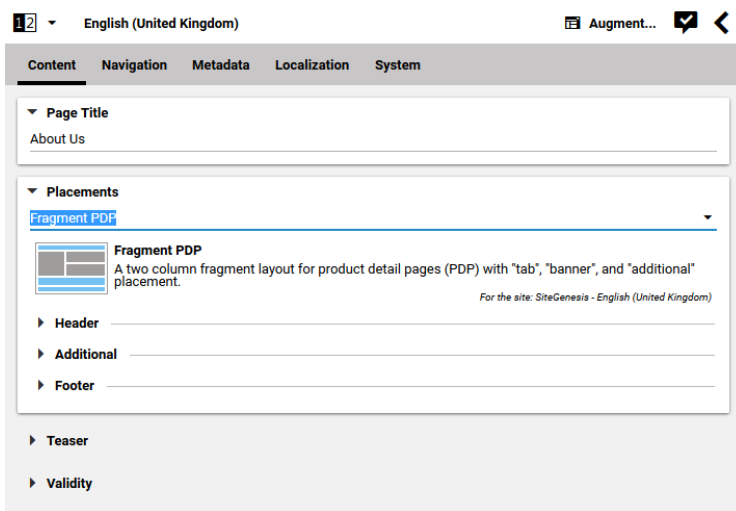 12 English (United Kingdom) Augment...
Content Navigation Metadata Localization System
Page Title
About Us
Placements
Fragment PDP
Fragment PDP
A two column fragment layout for product detail pages (PDP) with "tab", "banner", and "additional"
placement.
For the site: SiteGenesis - English (United Kingdom)
Header
Additional
Footer
Teaser
Validity